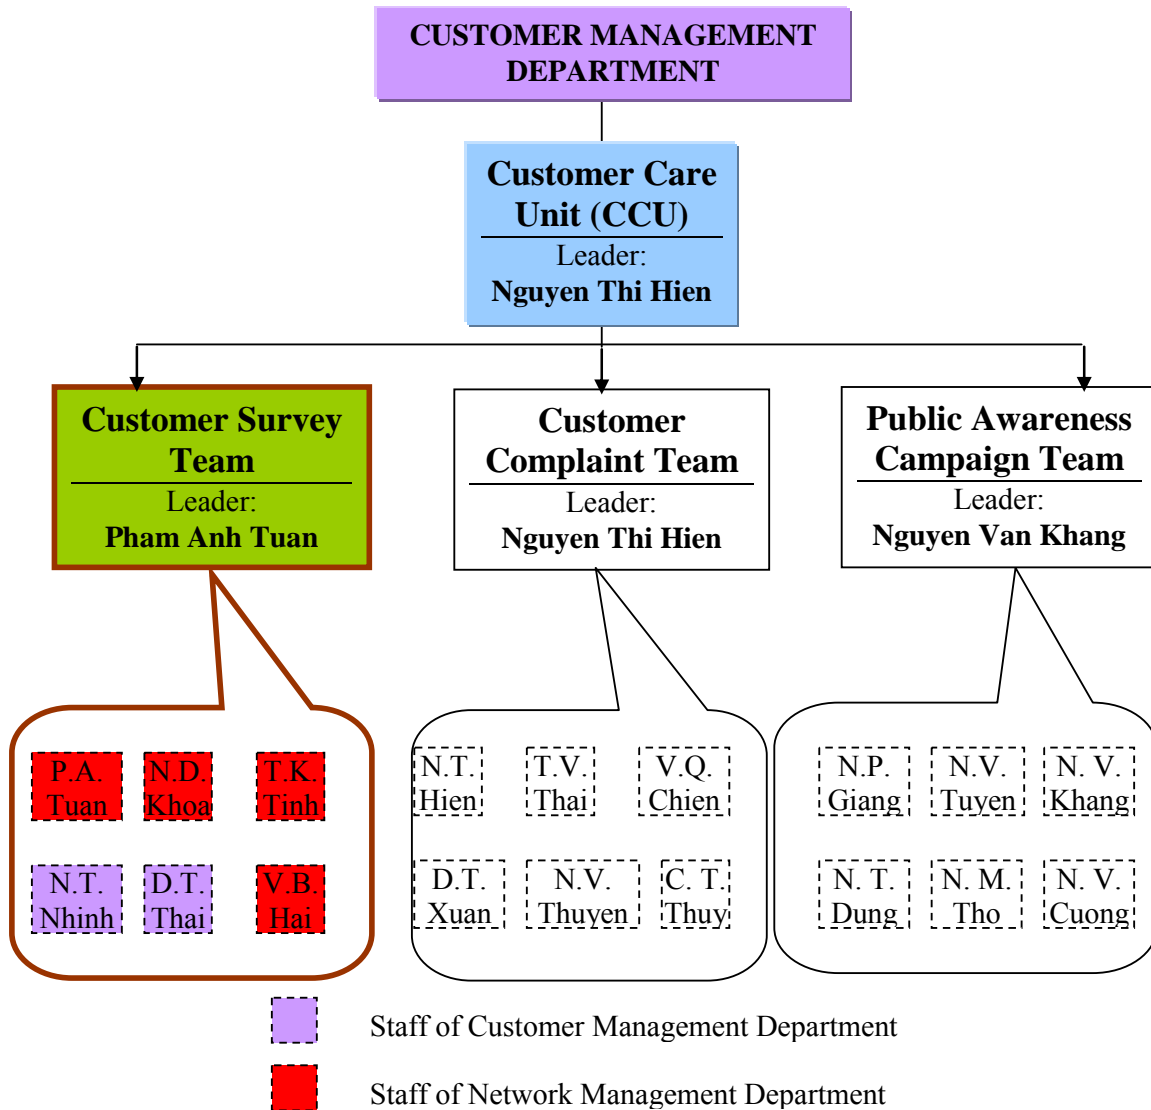 CUSTOMER MANAGEMENT
DEPARTMENT
Customer Care
Unit (CCU)
Leader:
Nguyen Thi Hien
Customer Survey
Team
Leader:
Pham Anh Tuan
Customer
Complaint Team
Leader:
Nguyen Thi Hien
Public Awareness
Campaign Team
Leader:
Nguyen Van Khang
P.A.
Tuan
N.D.
Khoa
T.K.
Tinh
N.T.
Nhinh
D.T.
Thai
V.B.
Hai
N.T.
Hien
T.V.
Thai
V.Q.
Chien
D.T.
Xuan
N.V.
Thuyen
C. T.
Thuy
N.P.
Giang
N.V.
Tuyen
N. V.
Khang
N. T.
Dung
N. M.
Tho
N. V.
Cuong
Staff of Customer Management Department
Staff of Network Management Department